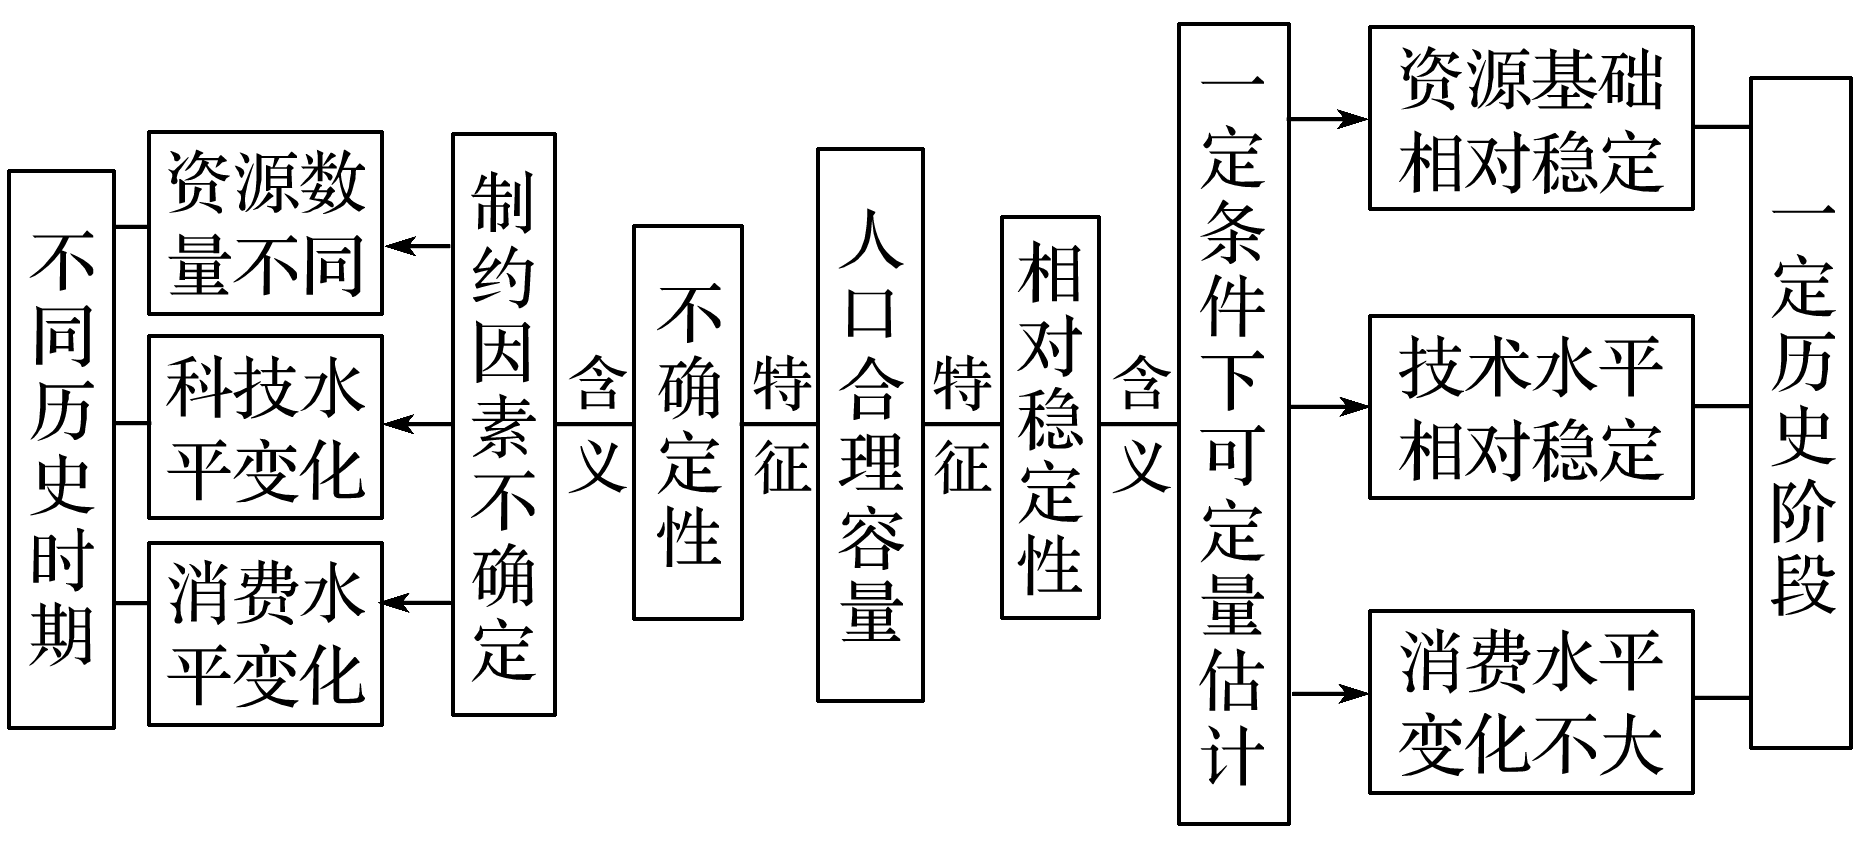 不同历史时期
资源数
量不同
科技水
平变化
消费水
平变化
制约因素不确定
含义
不确定性
特征
人口合理容量
特征
相对稳定性
含义
一定条件下可定量估计
资源基础
相对稳定
技术水平
相对稳定
消费水平
变化不大
一定历史阶段